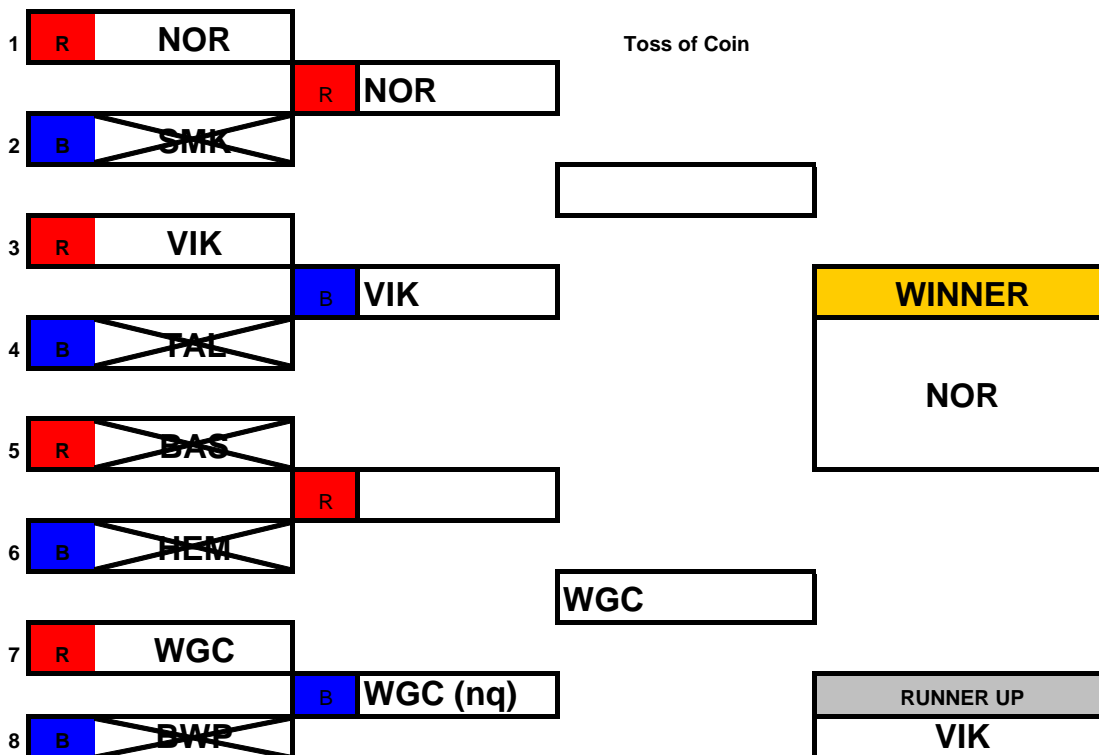 1 R NOR Toss of Coin
R NOR
2 B SMK
3 R VIK
B VIK WINNER
4 B TAL
NOR
5 R BAS
R
6 B HEM
WGC
7 R WGC
B WGC (nq) RUNNER UP
8 B BWP VIK